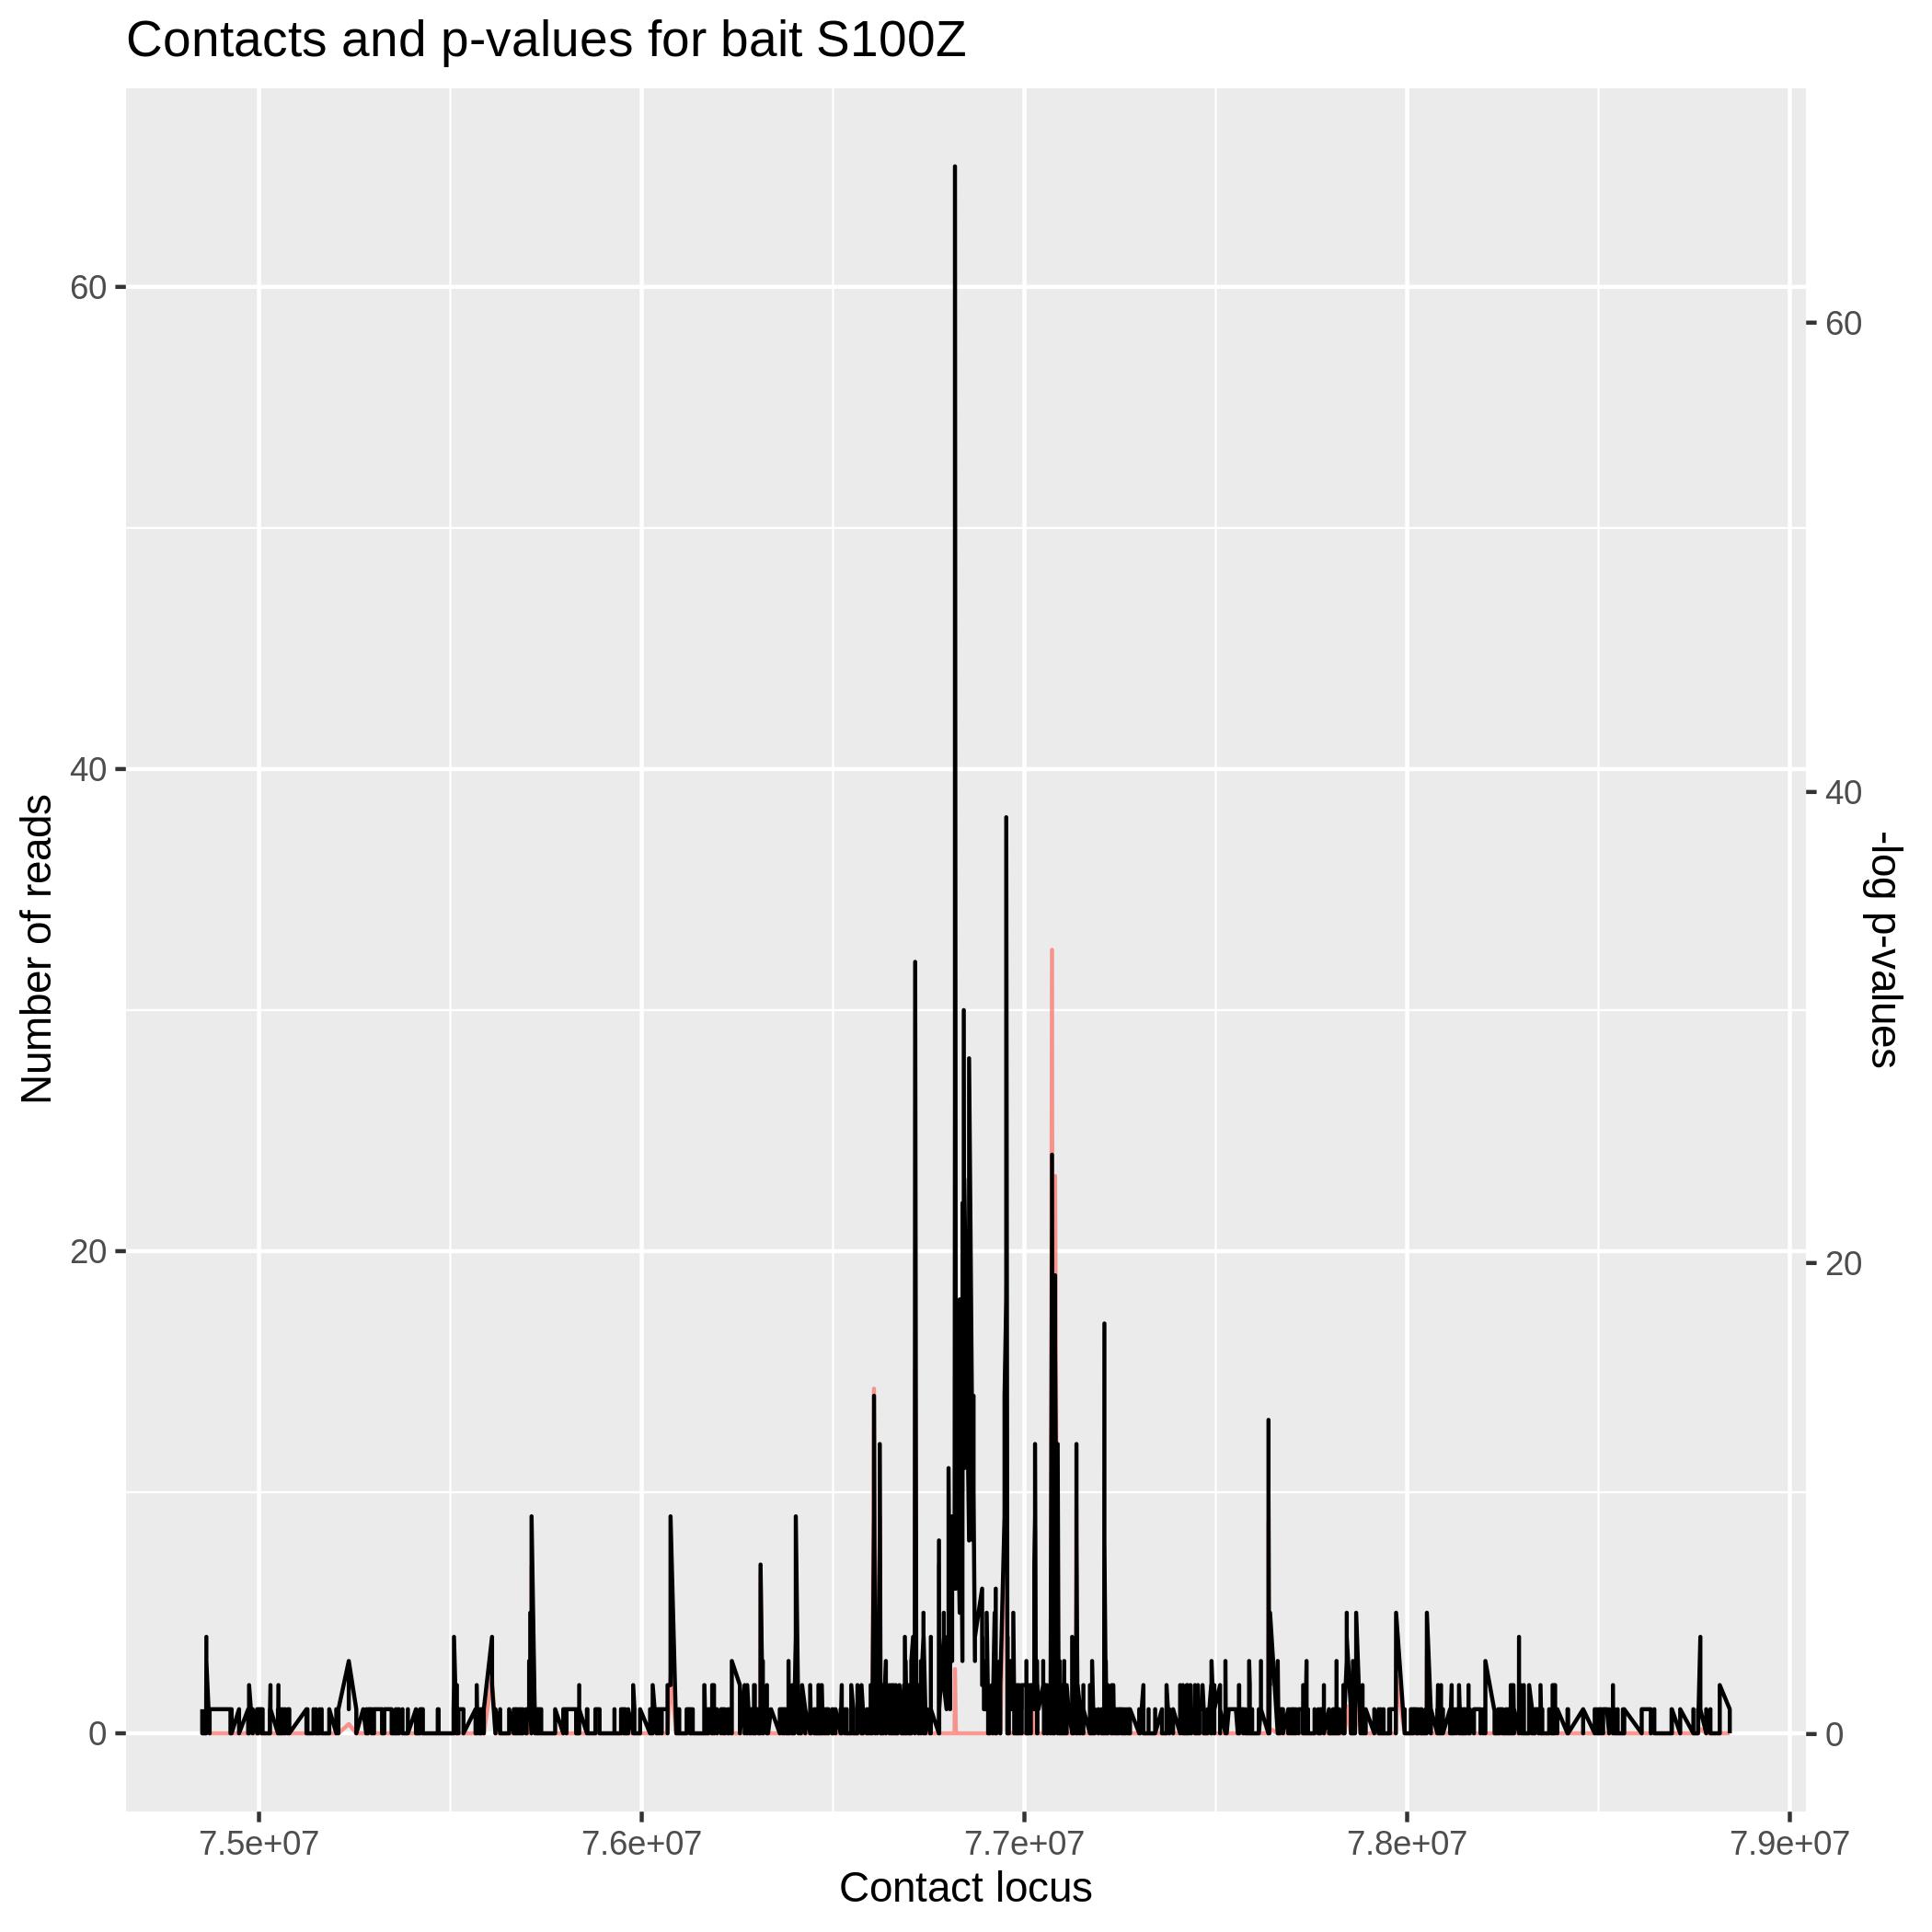 Contacts and p-values for bait S100Z
60
40
20
0
Number of reads
60
40
20
0
-log p-values
7.5e+07
7.6e+07
7.7e+07
7.8e+07
7.9e+07
Contact locus